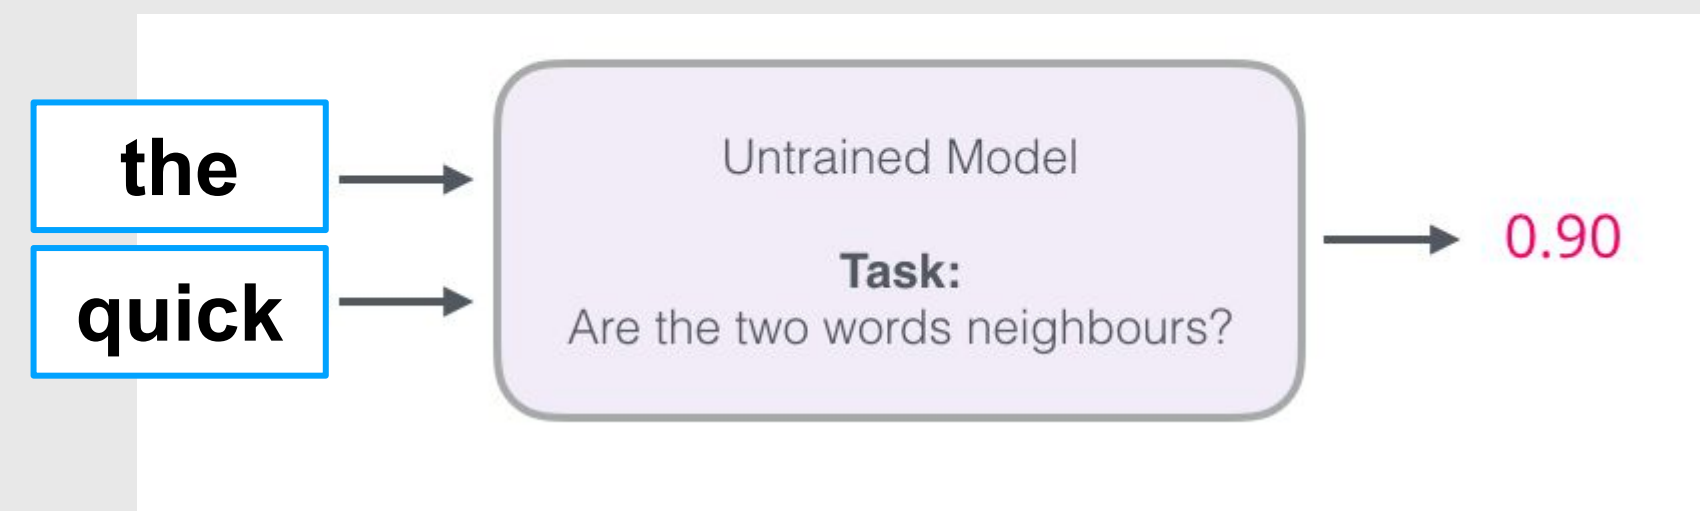 the
quick
Untrained Model
Task:
Are the two words neighbours?
0.90